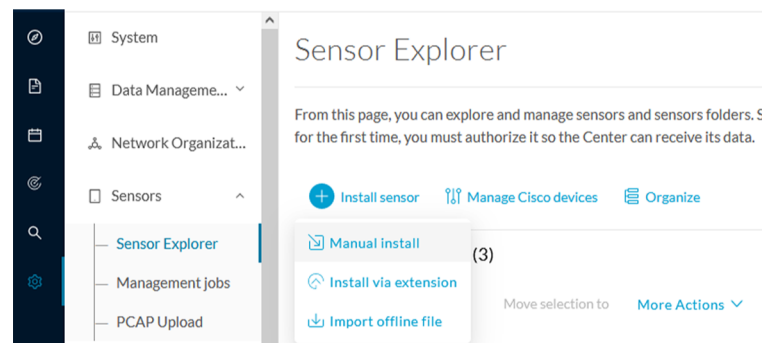 System
Data Manageme...
Network Organizat...
Sensors
Sensor Explorer
Management jobs
PCAP Upload
Sensor Explorer
From this page, you can explore and manage sensors and sensors folders. S
for the first time, you must authorize it so the Center can receive its data.
Install sensor Manage Cisco devices Organize
Manual install
Install via extension
Import offline file
(3)
Move selection to More Actions